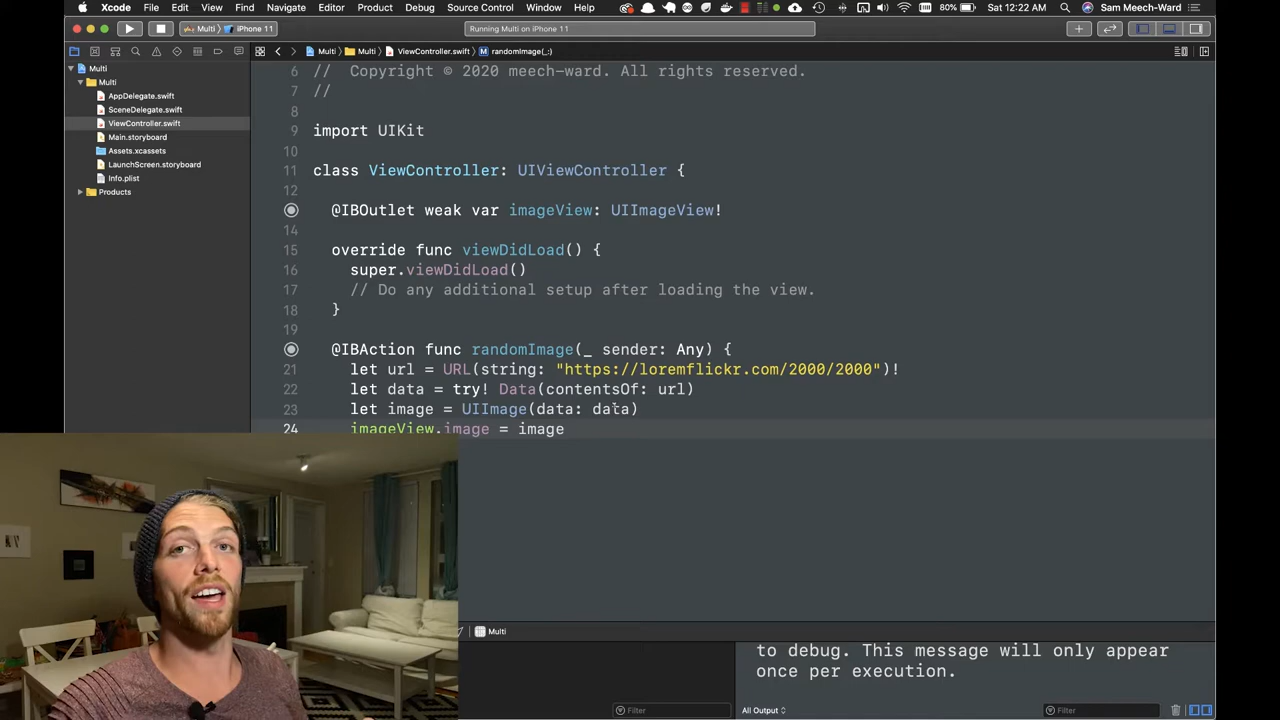 Xcode File Edit View Find Navigate Editor Product Debug Source Control Window Help 80% Sat 12:22 AM Sam Meech-Ward
Multi iPhone 11 Running Multi on iPhone 11
Multi Multi ViewController.swift M randomImage(_:)
Multi
Multi
AppDelegate.swift
SceneDelegate.swift
ViewController.swift
Main.storyboard
Assets.xcassets
LaunchScreen.storyboard
Info.plist
Products
6 // Copyright © 2020 meech-ward. All rights reserved.
7 //
8
9 import UIKit
10
11 class ViewController: UIViewController {
12
@IBOutlet weak var imageView: UIImageView!
14
15 override func viewDidLoad() {
16 super.viewDidLoad()
17 // Do any additional setup after loading the view.
18 }
19
@IBAction func randomImage(_ sender: Any) {
21 let url = URL(string: "https://loremflickr.com/2000/2000")!
22 let data = try! Data(contentsOf: url)
23 let image = UIImage(data: data)
24 imageView.image = image
Multi
to debug. This message will only appear
once per execution.
Filter All Output Filter